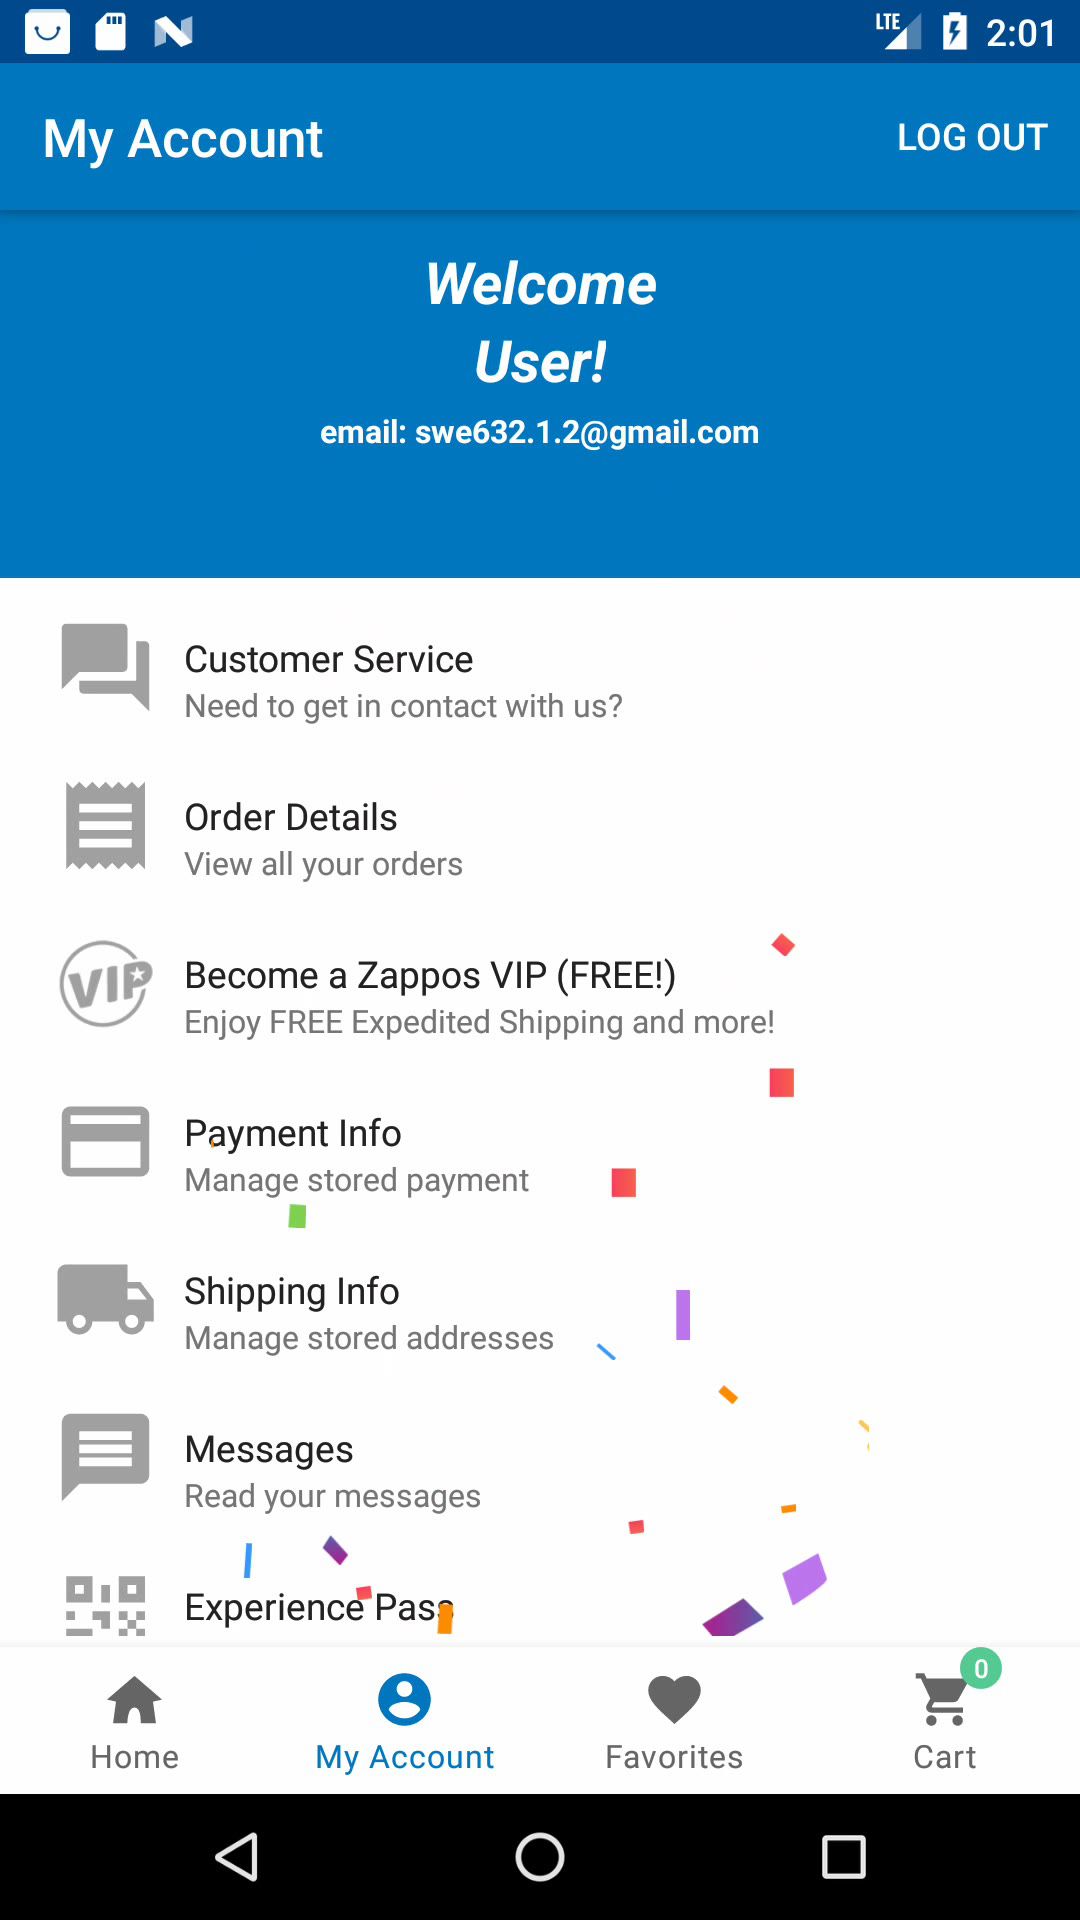 LTE 2:01
My Account
LOG OUT
Welcome
User!
email: swe632.1.2@gmail.com
Customer Service
Need to get in contact with us?
Order Details
View all your orders
VIP
Become a Zappos VIP (FREE!)
Enjoy FREE Expedited Shipping and more!
Payment Info
Manage stored payment
Shipping Info
Manage stored addresses
Messages
Read your messages
Experience Pass
0
Home
My Account
Favorites
Cart